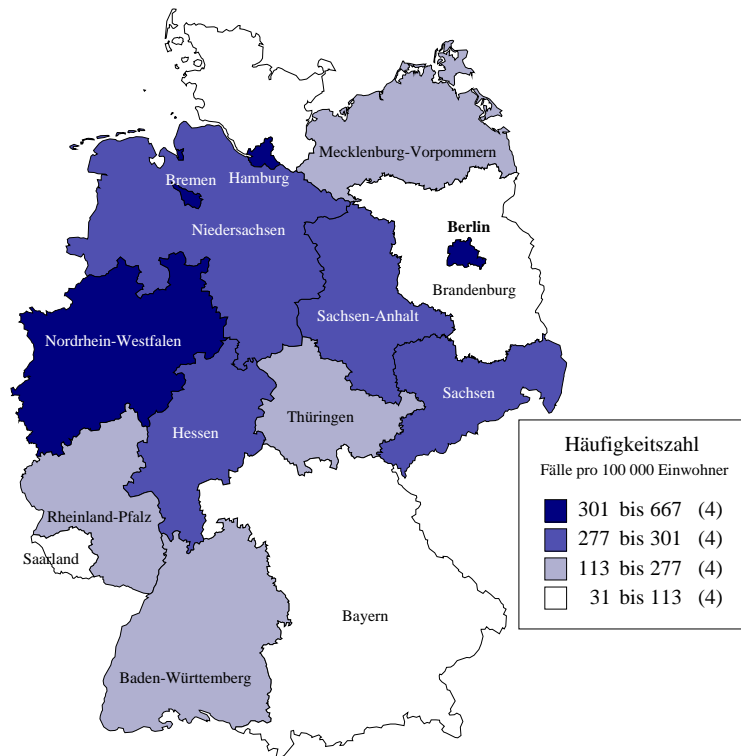 Mecklenburg-Vorpommern
Bremen
Hamburg
Berlin
Niedersachsen
Brandenburg
Sachsen-Anhalt
Nordrhein-Westfalen
Sachsen
Thüringen
Hessen
Häufigkeitszahl
Fälle pro 100 000 Einwohner
301 bis 667 (4)
277 bis 301 (4)
113 bis 277 (4)
31 bis 113 (4)
Rheinland-Pfalz
Saarland
Bayern
Baden-Württemberg